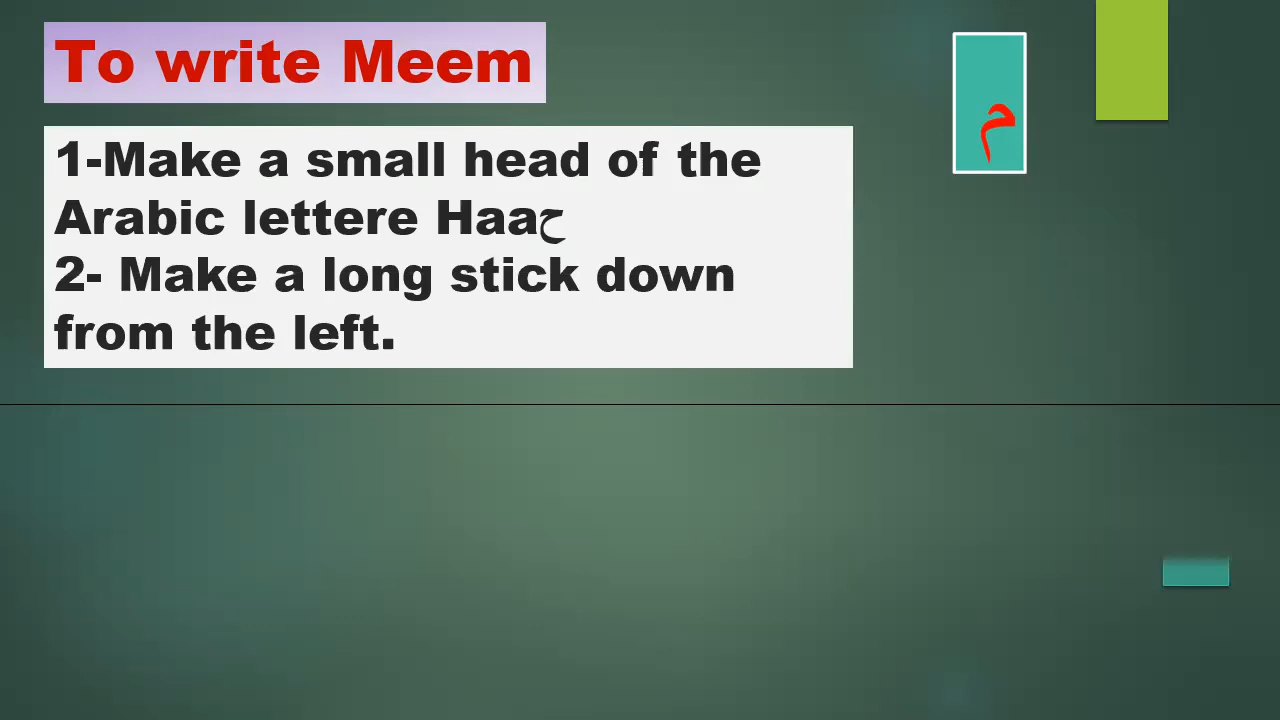 To write Meem
م
1-Make a small head of the
Arabic lettere Haaح
2- Make a long stick down
from the left.